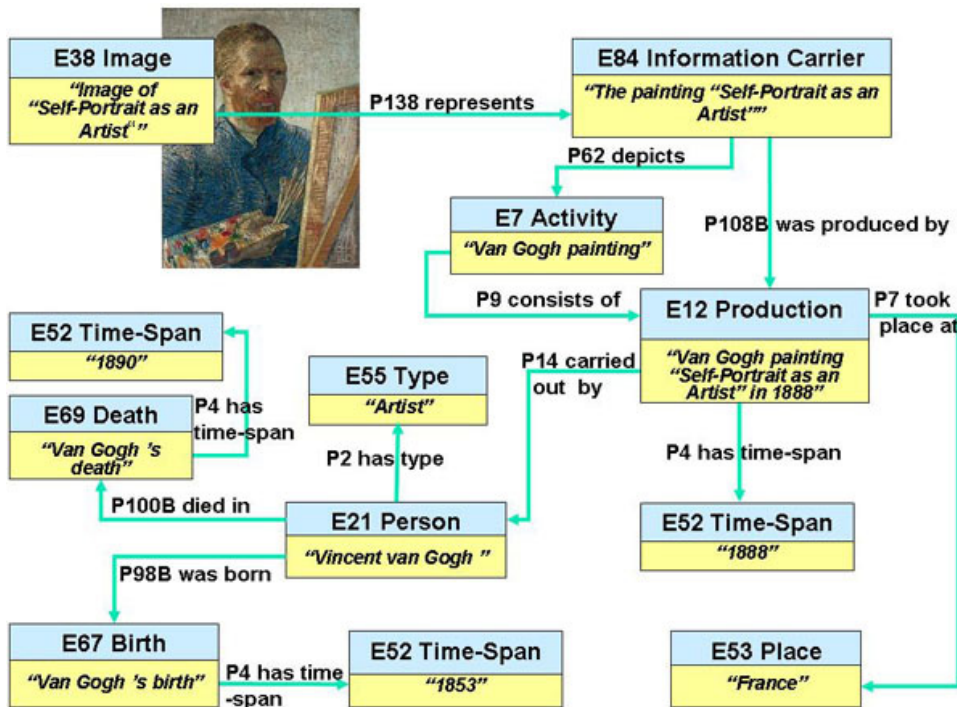 E38 Image
“Image of
“Self-Portrait as an
Artist“”
P138 represents
E84 Information Carrier
“The painting “Self-Portrait as an
Artist””
P62 depicts
E7 Activity
“Van Gogh painting”
P108B was produced by
P9 consists of
E12 Production
“Van Gogh painting
“Self-Portrait as an
Artist” in 1888”
P7 took
place at
E52 Time-Span
“1890”
P14 carried
out by
E55 Type
“Artist”
E69 Death
“Van Gogh ’s
death”
P4 has
time-span
P2 has type
P4 has time-span
P100B died in
E21 Person
“Vincent van Gogh ”
E52 Time-Span
“1888”
P98B was born
E67 Birth
“Van Gogh ’s birth”
P4 has time
-span
E52 Time-Span
“1853”
E53 Place
“France”